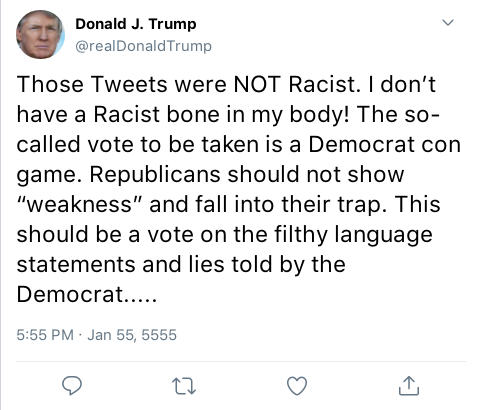 Donald J. Trump
@realDonaldTrump
Those Tweets were NOT Racist. I don’t
have a Racist bone in my body! The so-
called vote to be taken is a Democrat con
game. Republicans should not show
“weakness” and fall into their trap. This
should be a vote on the filthy language
statements and lies told by the
Democrat.....
5:55 PM · Jan 55, 5555